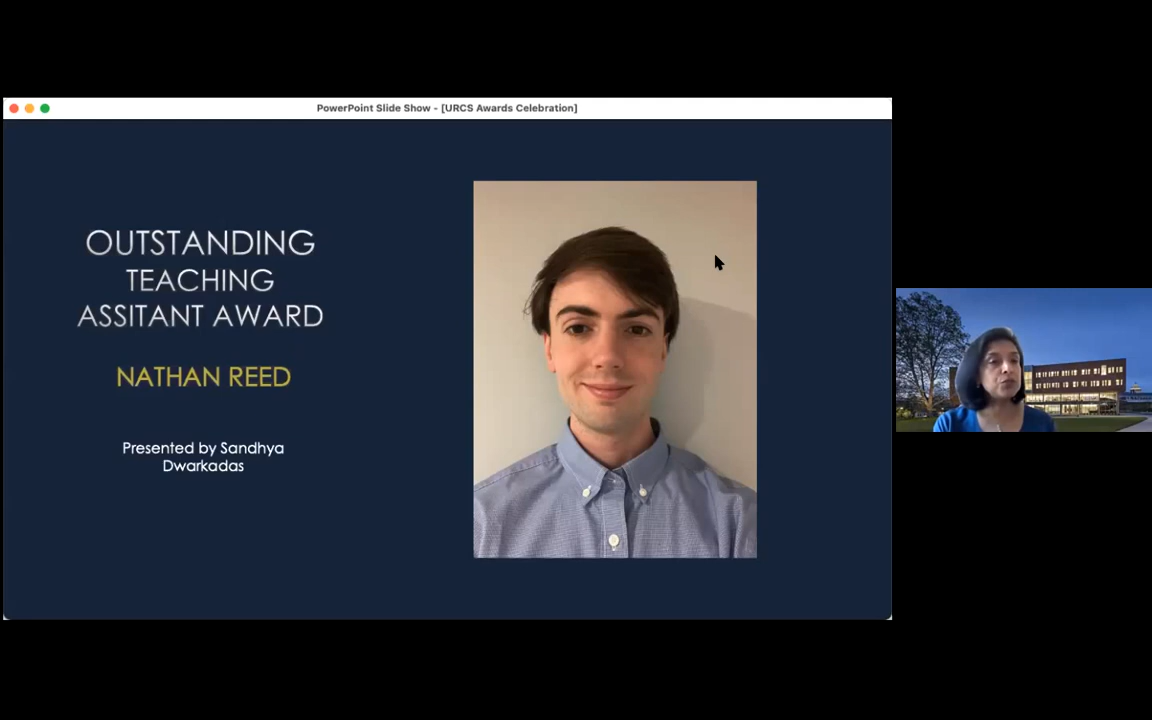 PowerPoint Slide Show - [URCS Awards Celebration]
OUTSTANDING
TEACHING
ASSITANT AWARD
NATHAN REED
Presented by Sandhya
Dwarkadas